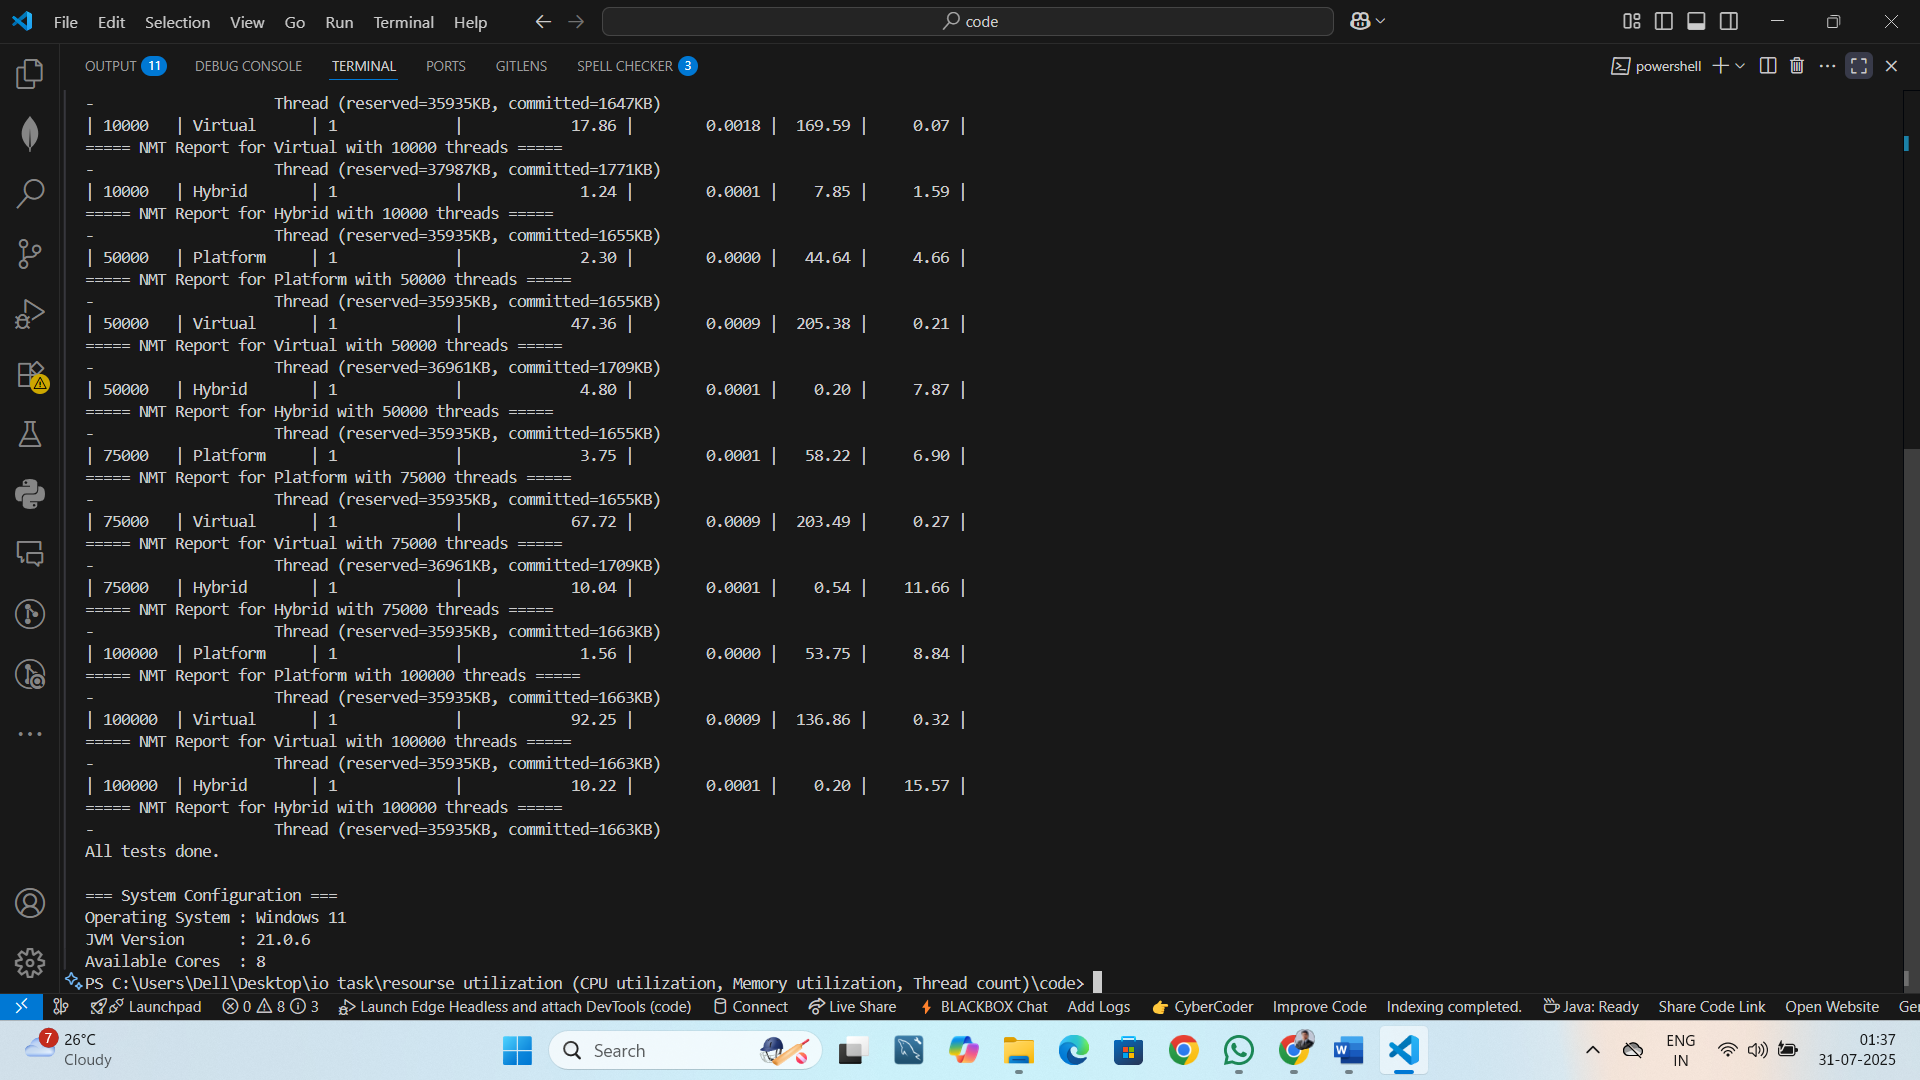 File Edit Selection View Go Run Terminal Help code
OUTPUT 11 DEBUG CONSOLE TERMINAL PORTS GITLENS SPELL CHECKER 3 powershell
- Thread (reserved=35935KB, committed=1647KB)
| 10000 | Virtual | 1 | 17.86 | 0.0018 | 169.59 | 0.07 |
===== NMT Report for Virtual with 10000 threads =====
- Thread (reserved=37987KB, committed=1771KB)
| 10000 | Hybrid | 1 | 1.24 | 0.0001 | 7.85 | 1.59 |
===== NMT Report for Hybrid with 10000 threads =====
- Thread (reserved=35935KB, committed=1655KB)
| 50000 | Platform | 1 | 2.30 | 0.0000 | 44.64 | 4.66 |
===== NMT Report for Platform with 50000 threads =====
- Thread (reserved=35935KB, committed=1655KB)
| 50000 | Virtual | 1 | 47.36 | 0.0009 | 205.38 | 0.21 |
===== NMT Report for Virtual with 50000 threads =====
- Thread (reserved=36961KB, committed=1709KB)
| 50000 | Hybrid | 1 | 4.80 | 0.0001 | 0.20 | 7.87 |
===== NMT Report for Hybrid with 50000 threads =====
- Thread (reserved=35935KB, committed=1655KB)
| 75000 | Platform | 1 | 3.75 | 0.0001 | 58.22 | 6.90 |
===== NMT Report for Platform with 75000 threads =====
- Thread (reserved=35935KB, committed=1655KB)
| 75000 | Virtual | 1 | 67.72 | 0.0009 | 203.49 | 0.27 |
===== NMT Report for Virtual with 75000 threads =====
- Thread (reserved=36961KB, committed=1709KB)
| 75000 | Hybrid | 1 | 10.04 | 0.0001 | 0.54 | 11.66 |
===== NMT Report for Hybrid with 75000 threads =====
- Thread (reserved=35935KB, committed=1663KB)
| 100000 | Platform | 1 | 1.56 | 0.0000 | 53.75 | 8.84 |
===== NMT Report for Platform with 100000 threads =====
- Thread (reserved=35935KB, committed=1663KB)
| 100000 | Virtual | 1 | 92.25 | 0.0009 | 136.86 | 0.32 |
===== NMT Report for Virtual with 100000 threads =====
- Thread (reserved=35935KB, committed=1663KB)
| 100000 | Hybrid | 1 | 10.22 | 0.0001 | 0.20 | 15.57 |
===== NMT Report for Hybrid with 100000 threads =====
- Thread (reserved=35935KB, committed=1663KB)
All tests done.
=== System Configuration ===
Operating System : Windows 11
JVM Version : 21.0.6
Available Cores : 8
PS C:\Users\Dell\Desktop\io task\resourse utilization (CPU utilization, Memory utilization, Thread count)\code>
Launchpad 0 8 3 Launch Edge Headless and attach DevTools (code) Connect Live Share BLACKBOX Chat Add Logs CyberCoder Improve Code Indexing completed. Java: Ready Share Code Link Open Website Ger
7 26°C Search ENG 01:37
Cloudy IN 31-07-2025